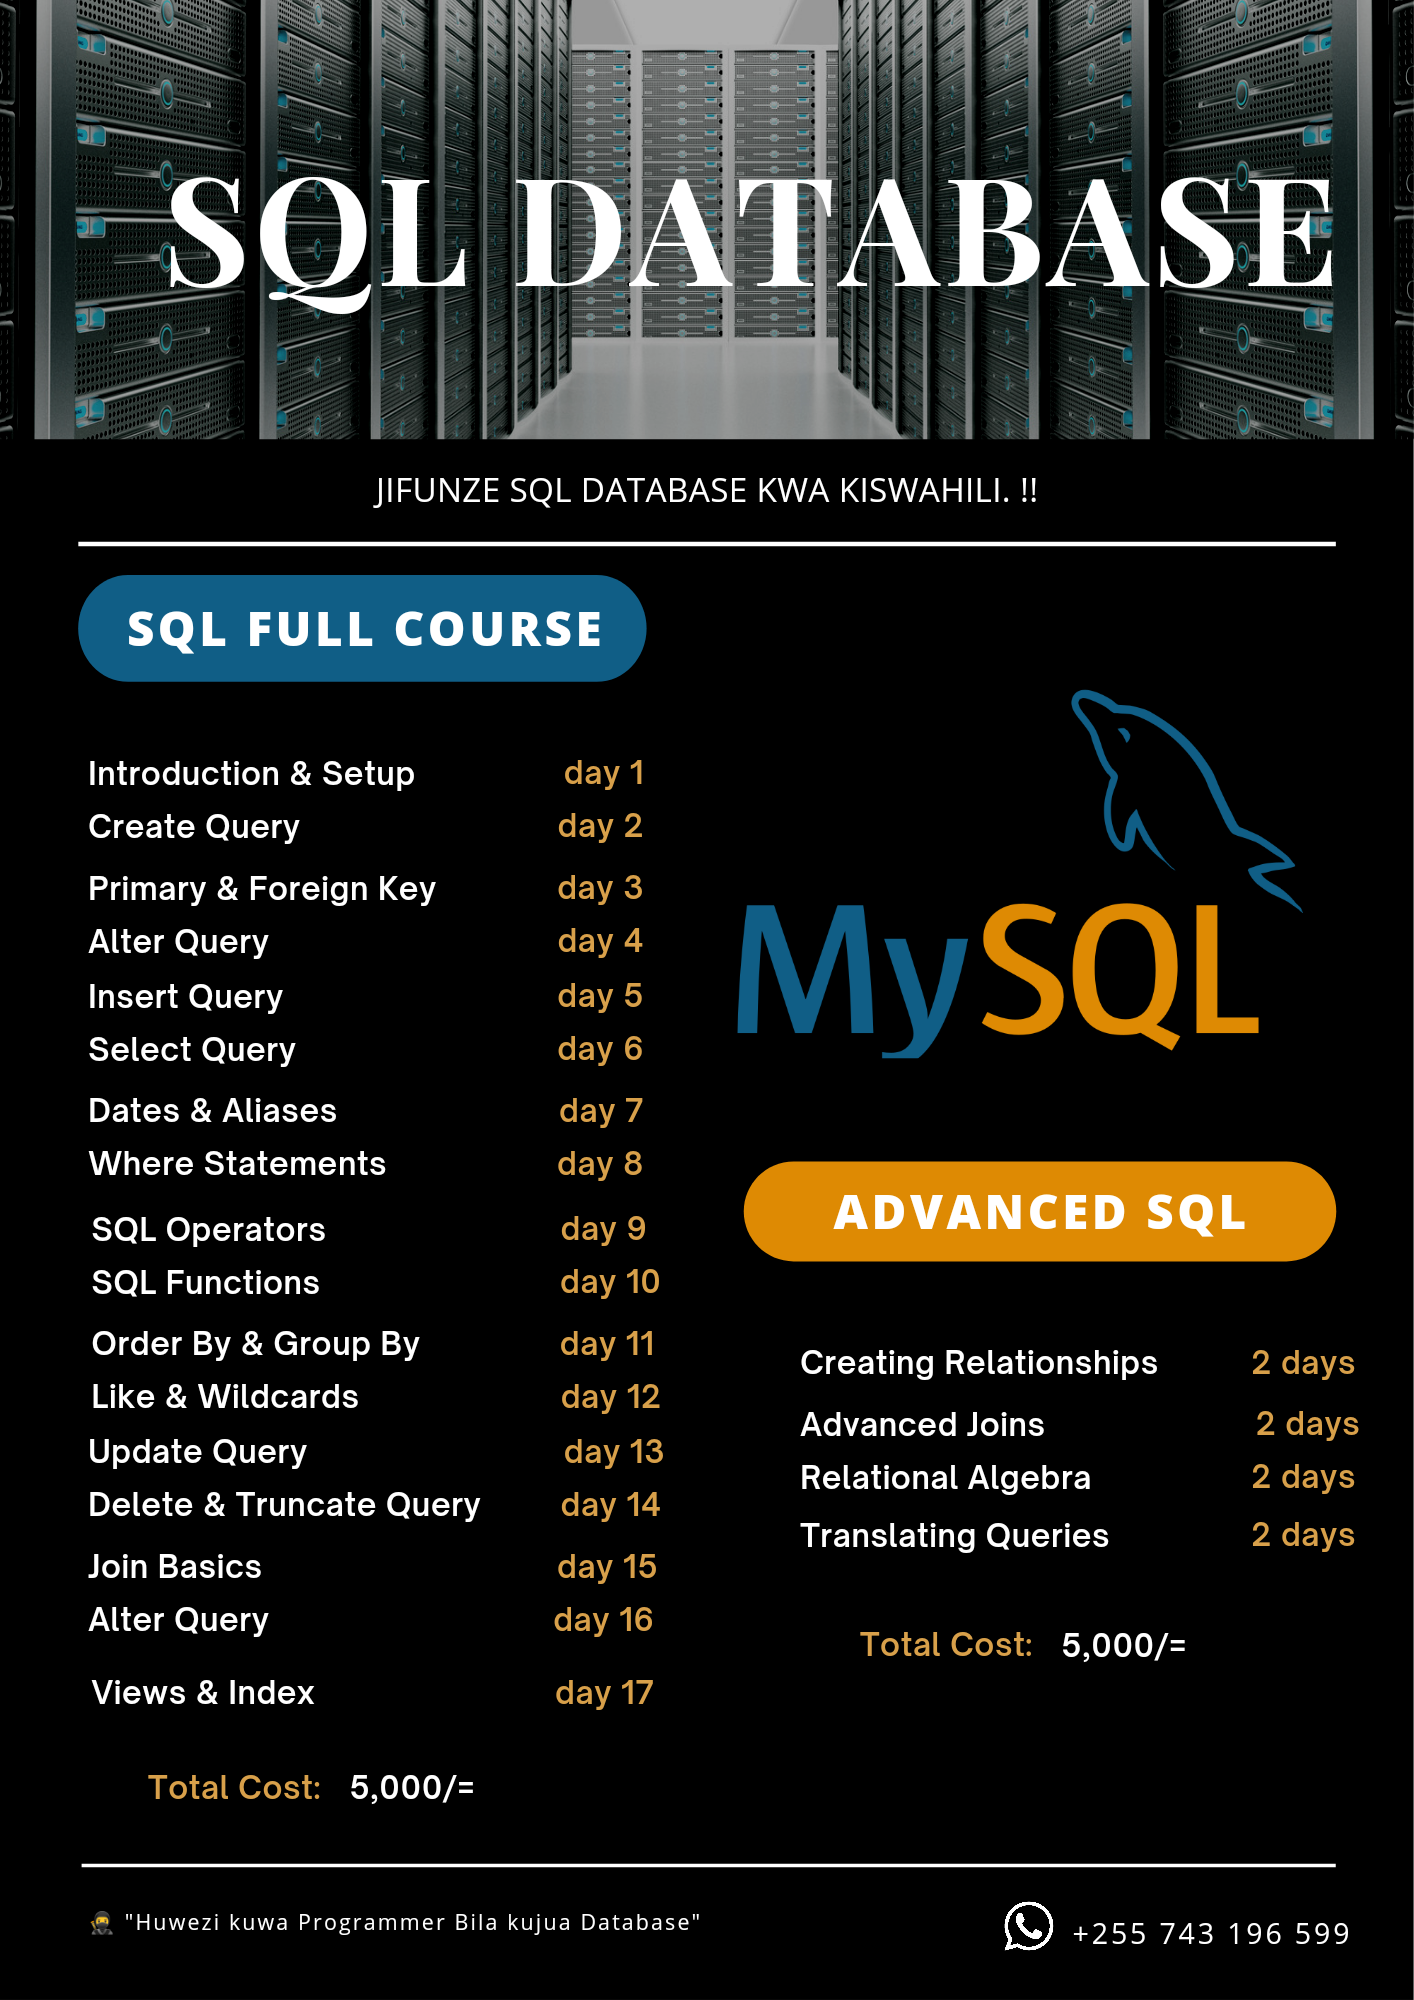 SQL DATABASE
JIFUNZE SQL DATABASE KWA KISWAHILI. !!
SQL FULL COURSE
Introduction & Setup day 1
Create Query day 2
Primary & Foreign Key day 3
Alter Query day 4
Insert Query day 5
Select Query day 6
Dates & Aliases day 7
Where Statements day 8
SQL Operators day 9
SQL Functions day 10
Order By & Group By day 11
Like & Wildcards day 12
Update Query day 13
Delete & Truncate Query day 14
Join Basics day 15
Alter Query day 16
Views & Index day 17
Total Cost: 5,000/=
MySQL
ADVANCED SQL
Creating Relationships 2 days
Advanced Joins 2 days
Relational Algebra 2 days
Translating Queries 2 days
Total Cost: 5,000/=
🥷 "Huwezi kuwa Programmer Bila kujua Database"
+255 743 196 599